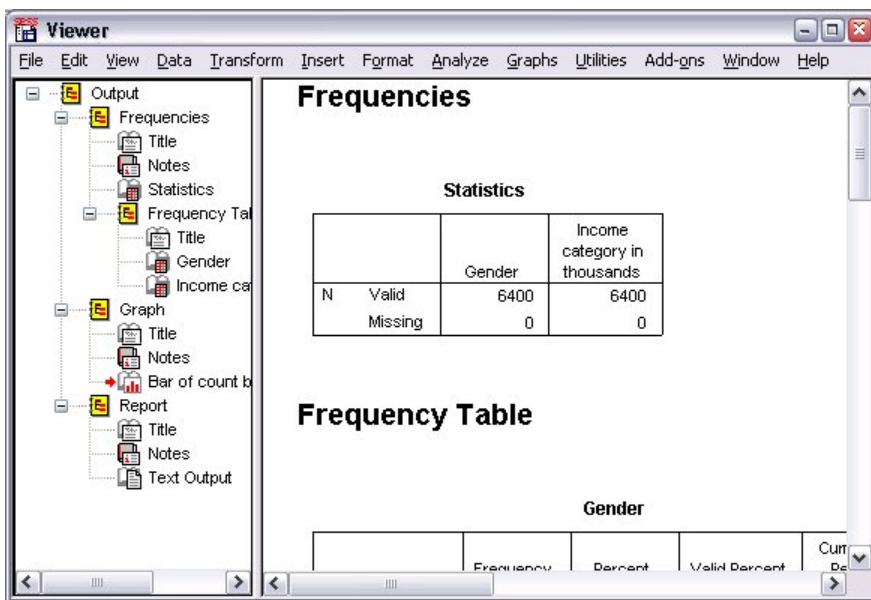 Viewer
File Edit View Data Transform Insert Format Analyze Graphs Utilities Add-ons Window Help
Output
Frequencies
Title
Notes
Statistics
Frequency Tal
Title
Gender
Income ca
Graph
Title
Notes
Bar of count b
Report
Title
Notes
Text Output
Frequencies
Statistics
Gender Income category in thousands
N Valid 6400 6400
Missing 0 0
Frequency Table
Gender
Frequency Percent Valid Percent